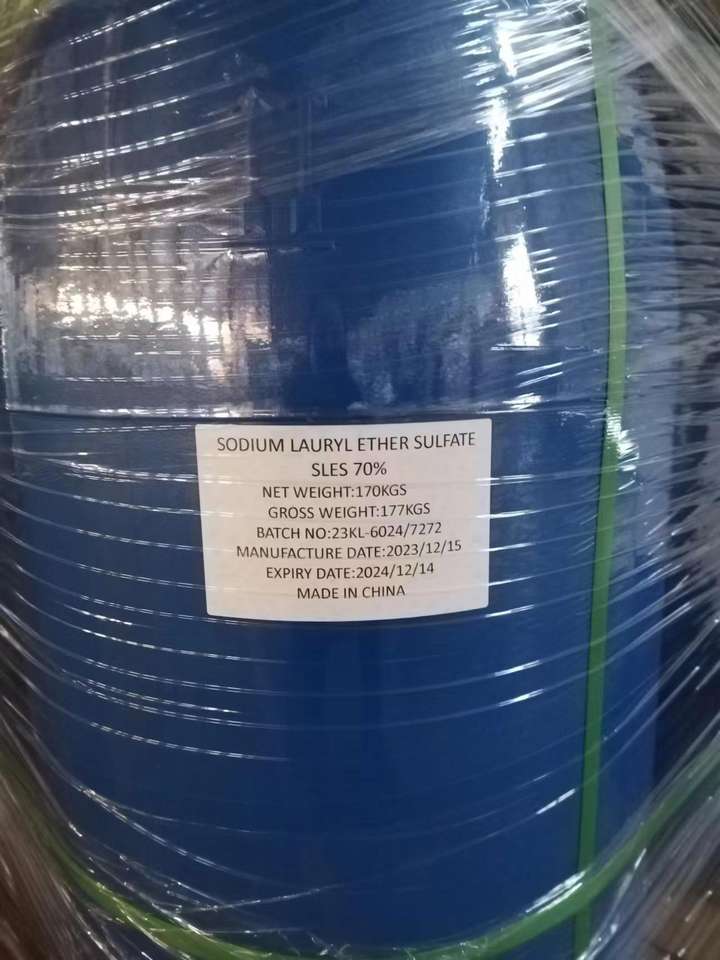 SODIUM LAURYL ETHER SULFATE
SLES 70%
NET WEIGHT:170KGS
GROSS WEIGHT:177KGS
BATCH NO:23KL-6024/7272
MANUFACTURE DATE:2023/12/15
EXPIRY DATE:2024/12/14
MADE IN CHINA